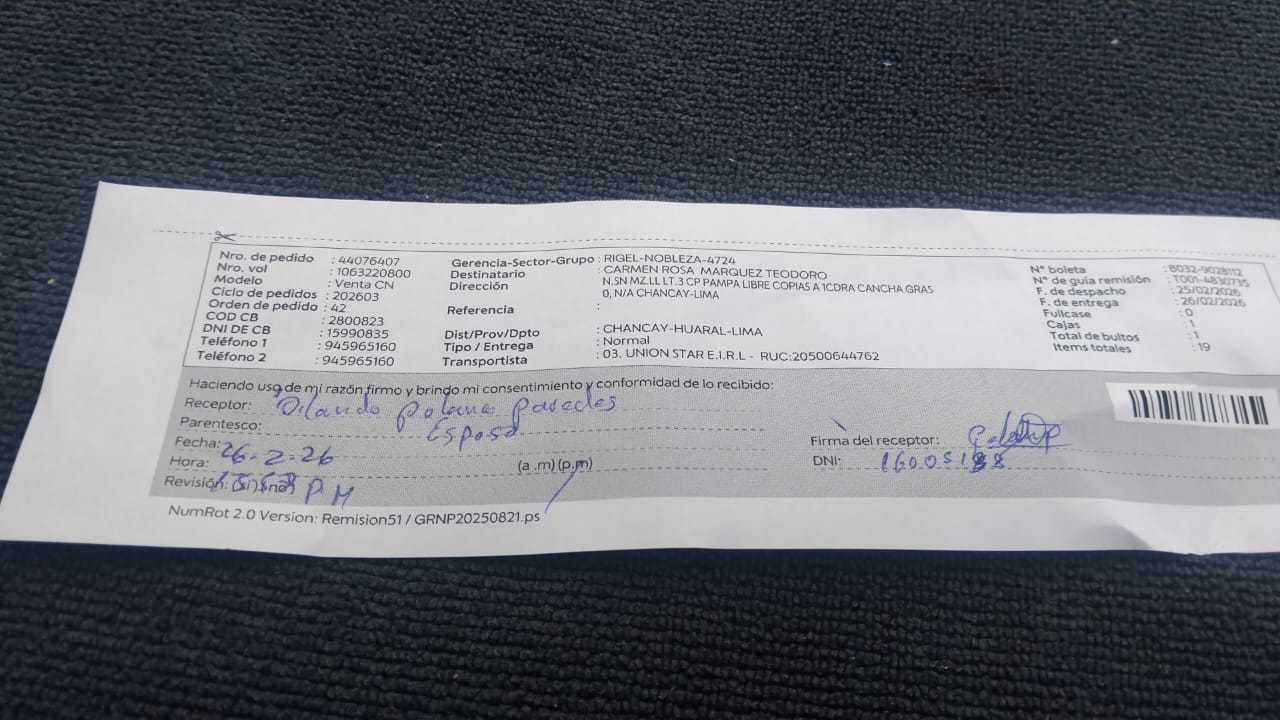 Nro. de pedido : 44076407
Nro. vol : 1063220800
Modelo : Venta CN
Ciclo de pedidos : 202603
Orden de pedido : 42
COD CB : 2800823
DNI DE CB : 15990835
Teléfono 1 : 945965160
Teléfono 2 : 945965160
Gerencia-Sector-Grupo : RIGEL-NOBLEZA-4724
Destinatario : CARMEN ROSA MARQUEZ TEODORO
Dirección : N.SN MZ.LL LT.3 CP PAMPA LIBRE COPIAS A 1CDRA CANCHA GRAS
0, N/A CHANCAY-LIMA
Referencia :
Dist/Prov/Dpto : CHANCAY-HUARAL-LIMA
Tipo / Entrega : Normal
Transportista : 03. UNION STAR E.I.R.L - RUC:20500644762
N° boleta : B032-9028112
N° de guía remisión : T001-4830735
F. de despacho : 25/02/2026
F. de entrega : 26/02/2026
Fullcase : 0
Cajas : 1
Total de bultos : 1
Items totales : 19
Haciendo uso de mi razón firmo y brindo mi consentimiento y conformidad de lo recibido:
Receptor: Orlando
Parentesco: Esposo
Fecha: 26-2-26
Hora: (a .m) (p.m)
Revisión: (si) (no) P.M
Firma del receptor:
DNI:
NumRot 2.0 Version: Remision51 / GRNP20250821.ps